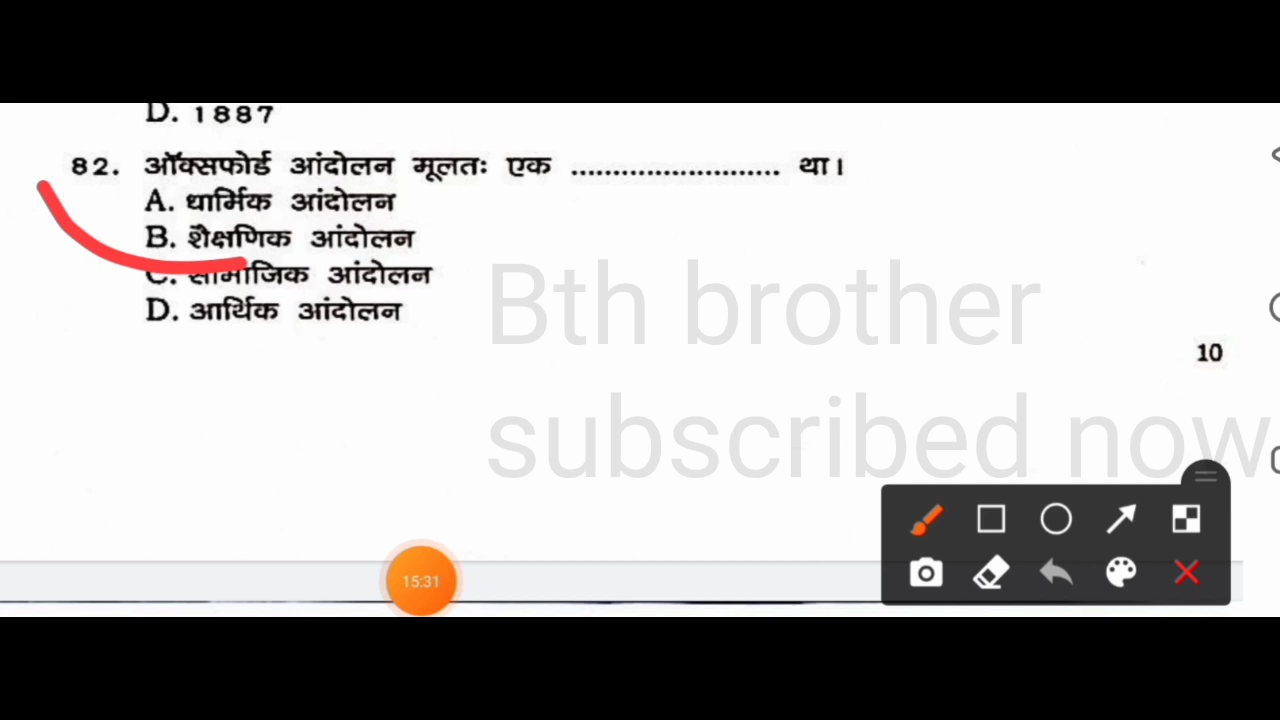 D. 1887
82. ऑक्सफोर्ड आंदोलन मूलतः एक ......................... था।
A. धार्मिक आंदोलन
B. शैक्षणिक आंदोलन
C. सामाजिक आंदोलन
D. आर्थिक आंदोलन
Bth brother
subscribed now
10
15:31